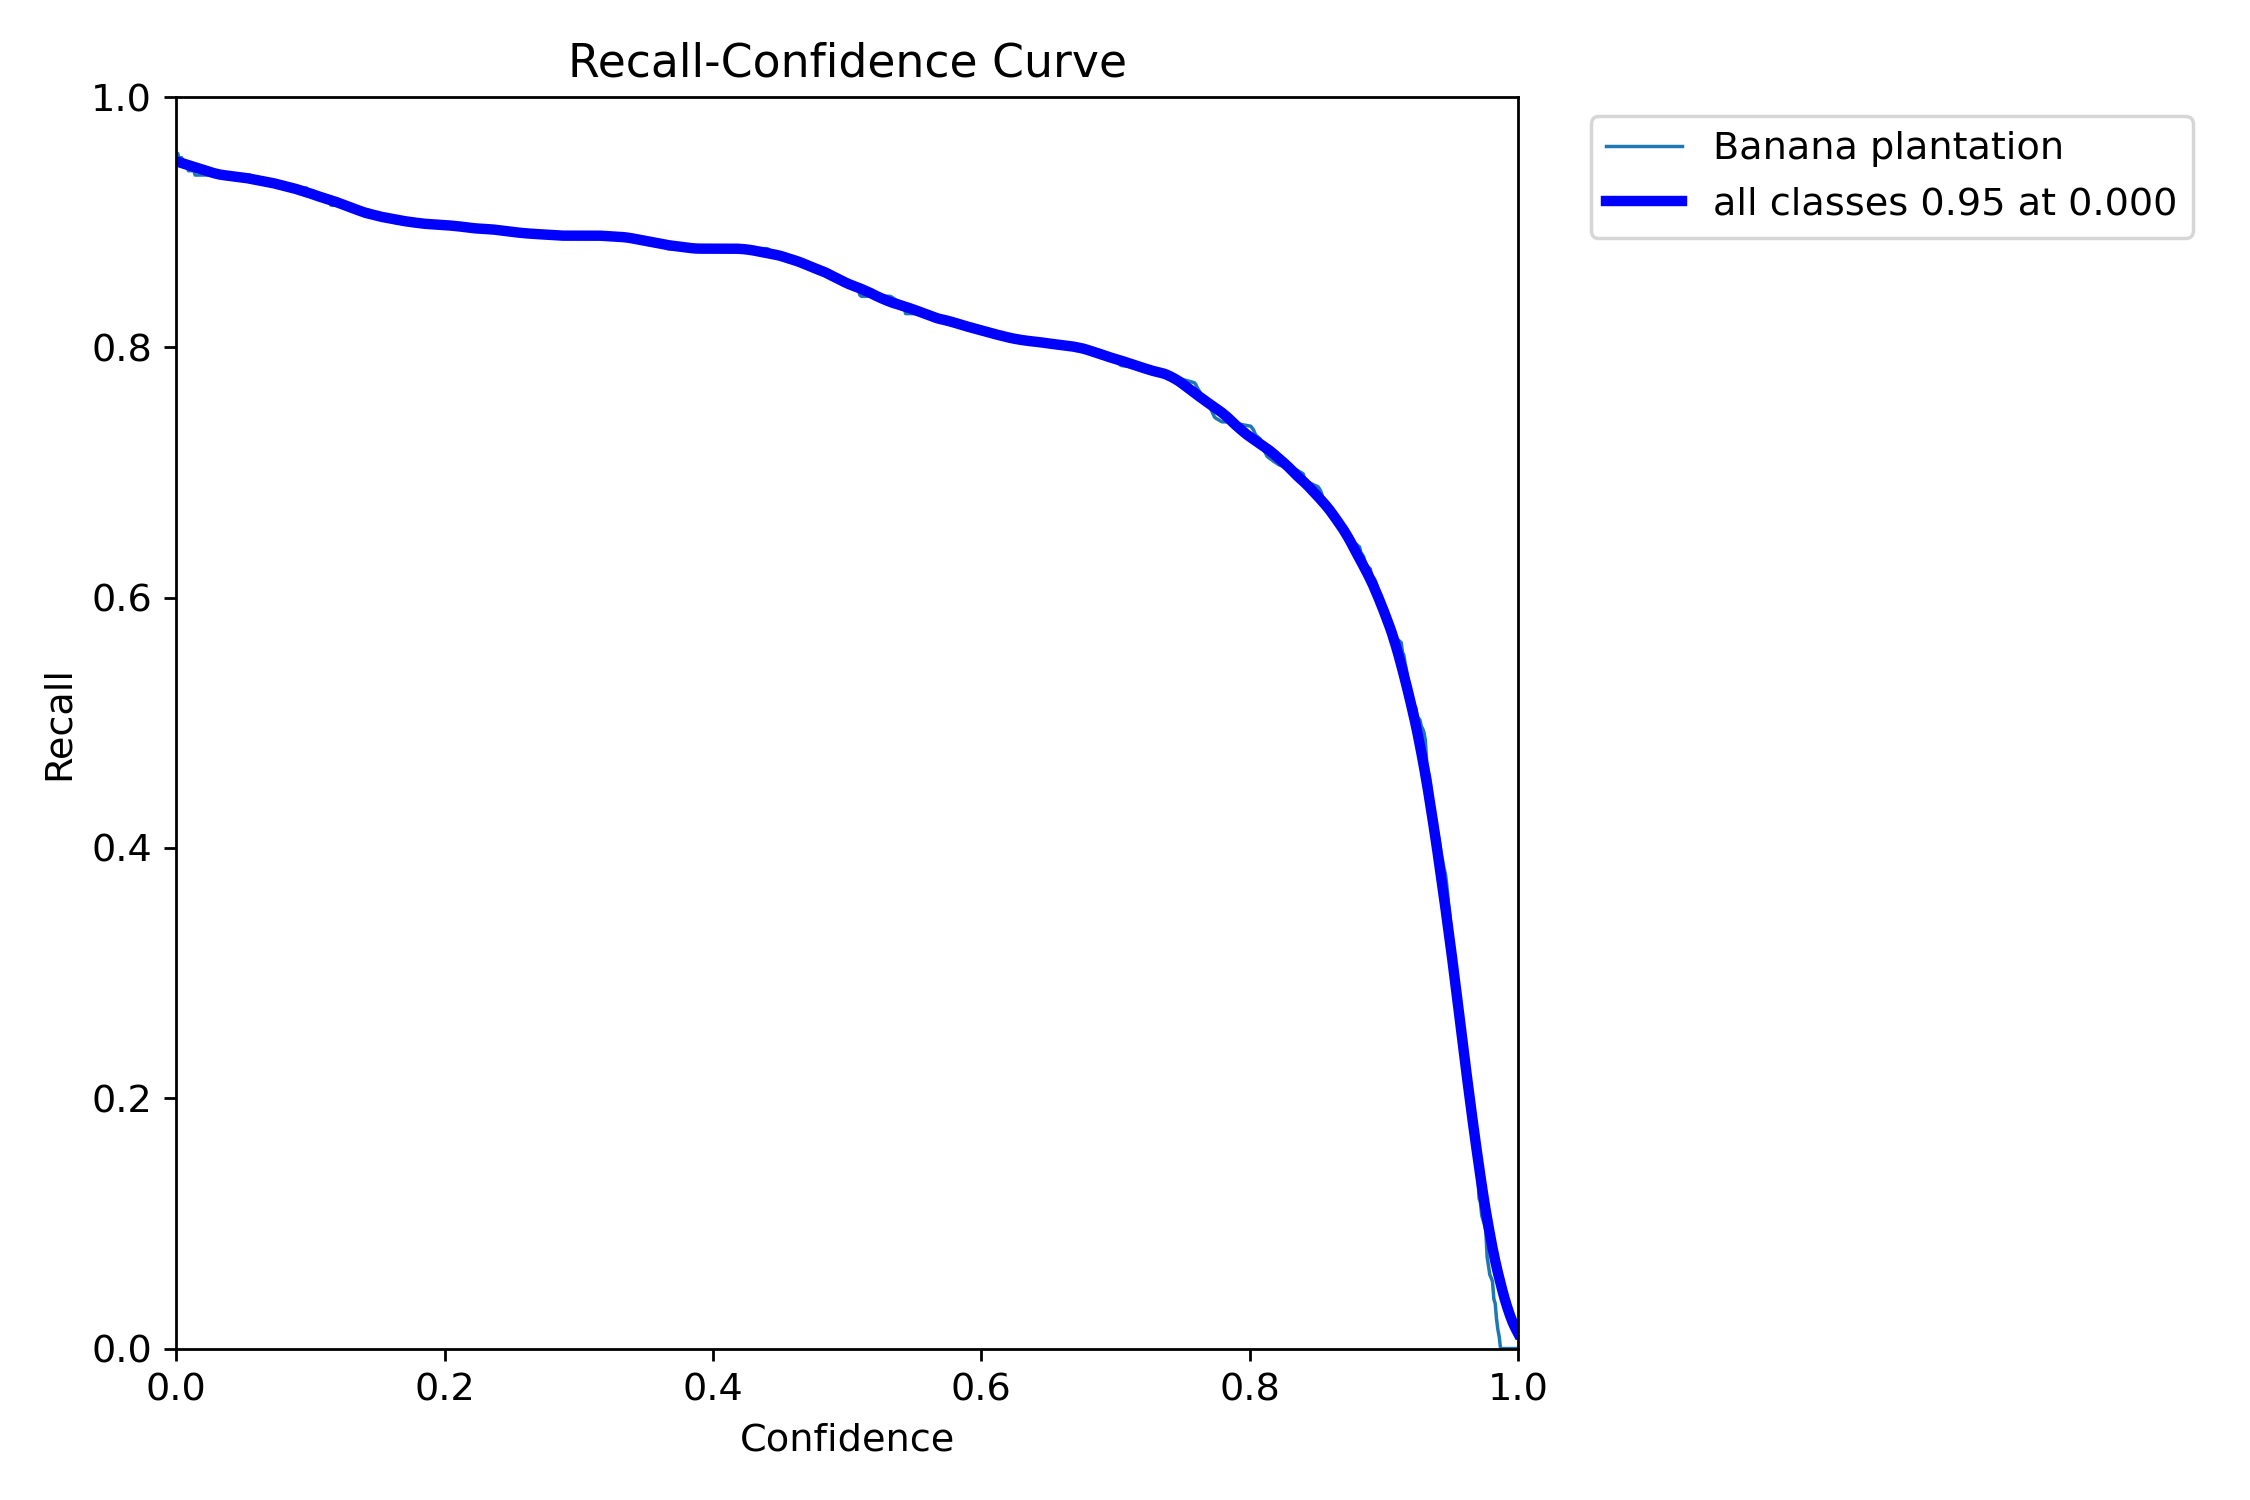 Recall-Confidence Curve
1.0
0.8
0.6
0.4
0.2
0.0
Recall
0.0 0.2 0.4 0.6 0.8 1.0
Confidence
Banana plantation
all classes 0.95 at 0.000